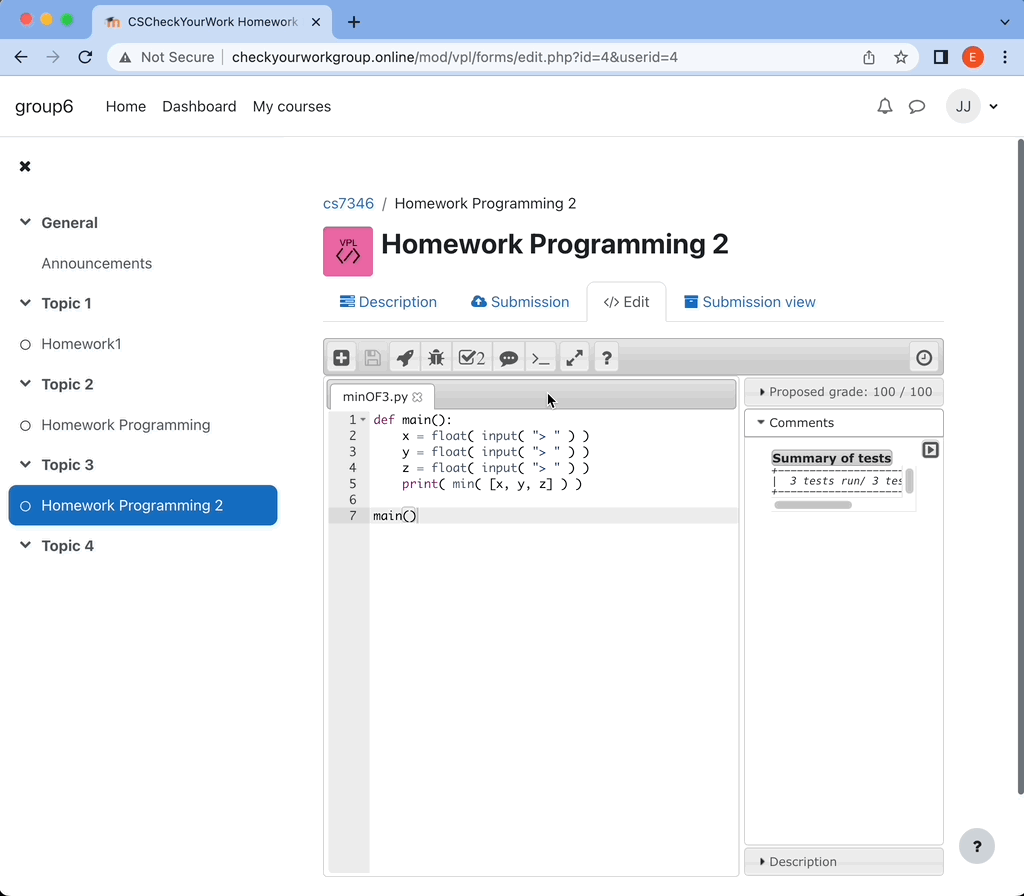 CSCheckYourWork Homework
Not Secure
checkyourworkgroup.online/mod/vpl/forms/edit.php?id=4&userid=4
E
group6
Home
Dashboard
My courses
JJ
General
Announcements
Topic 1
Homework1
Topic 2
Homework Programming
Topic 3
Homework Programming 2
Topic 4
cs7346 / Homework Programming 2
VPL
Homework Programming 2
Description
Submission
</> Edit
Submission view
2
?
minOF3.py
1 def main():
2 x = float( input( "> " ) )
3 y = float( input( "> " ) )
4 z = float( input( "> " ) )
5 print( min( [x, y, z] ) )
6
7 main()
Proposed grade: 100 / 100
Comments
Summary of tests
+------------------
| 3 tests run/ 3 tes
+------------------
Description
?